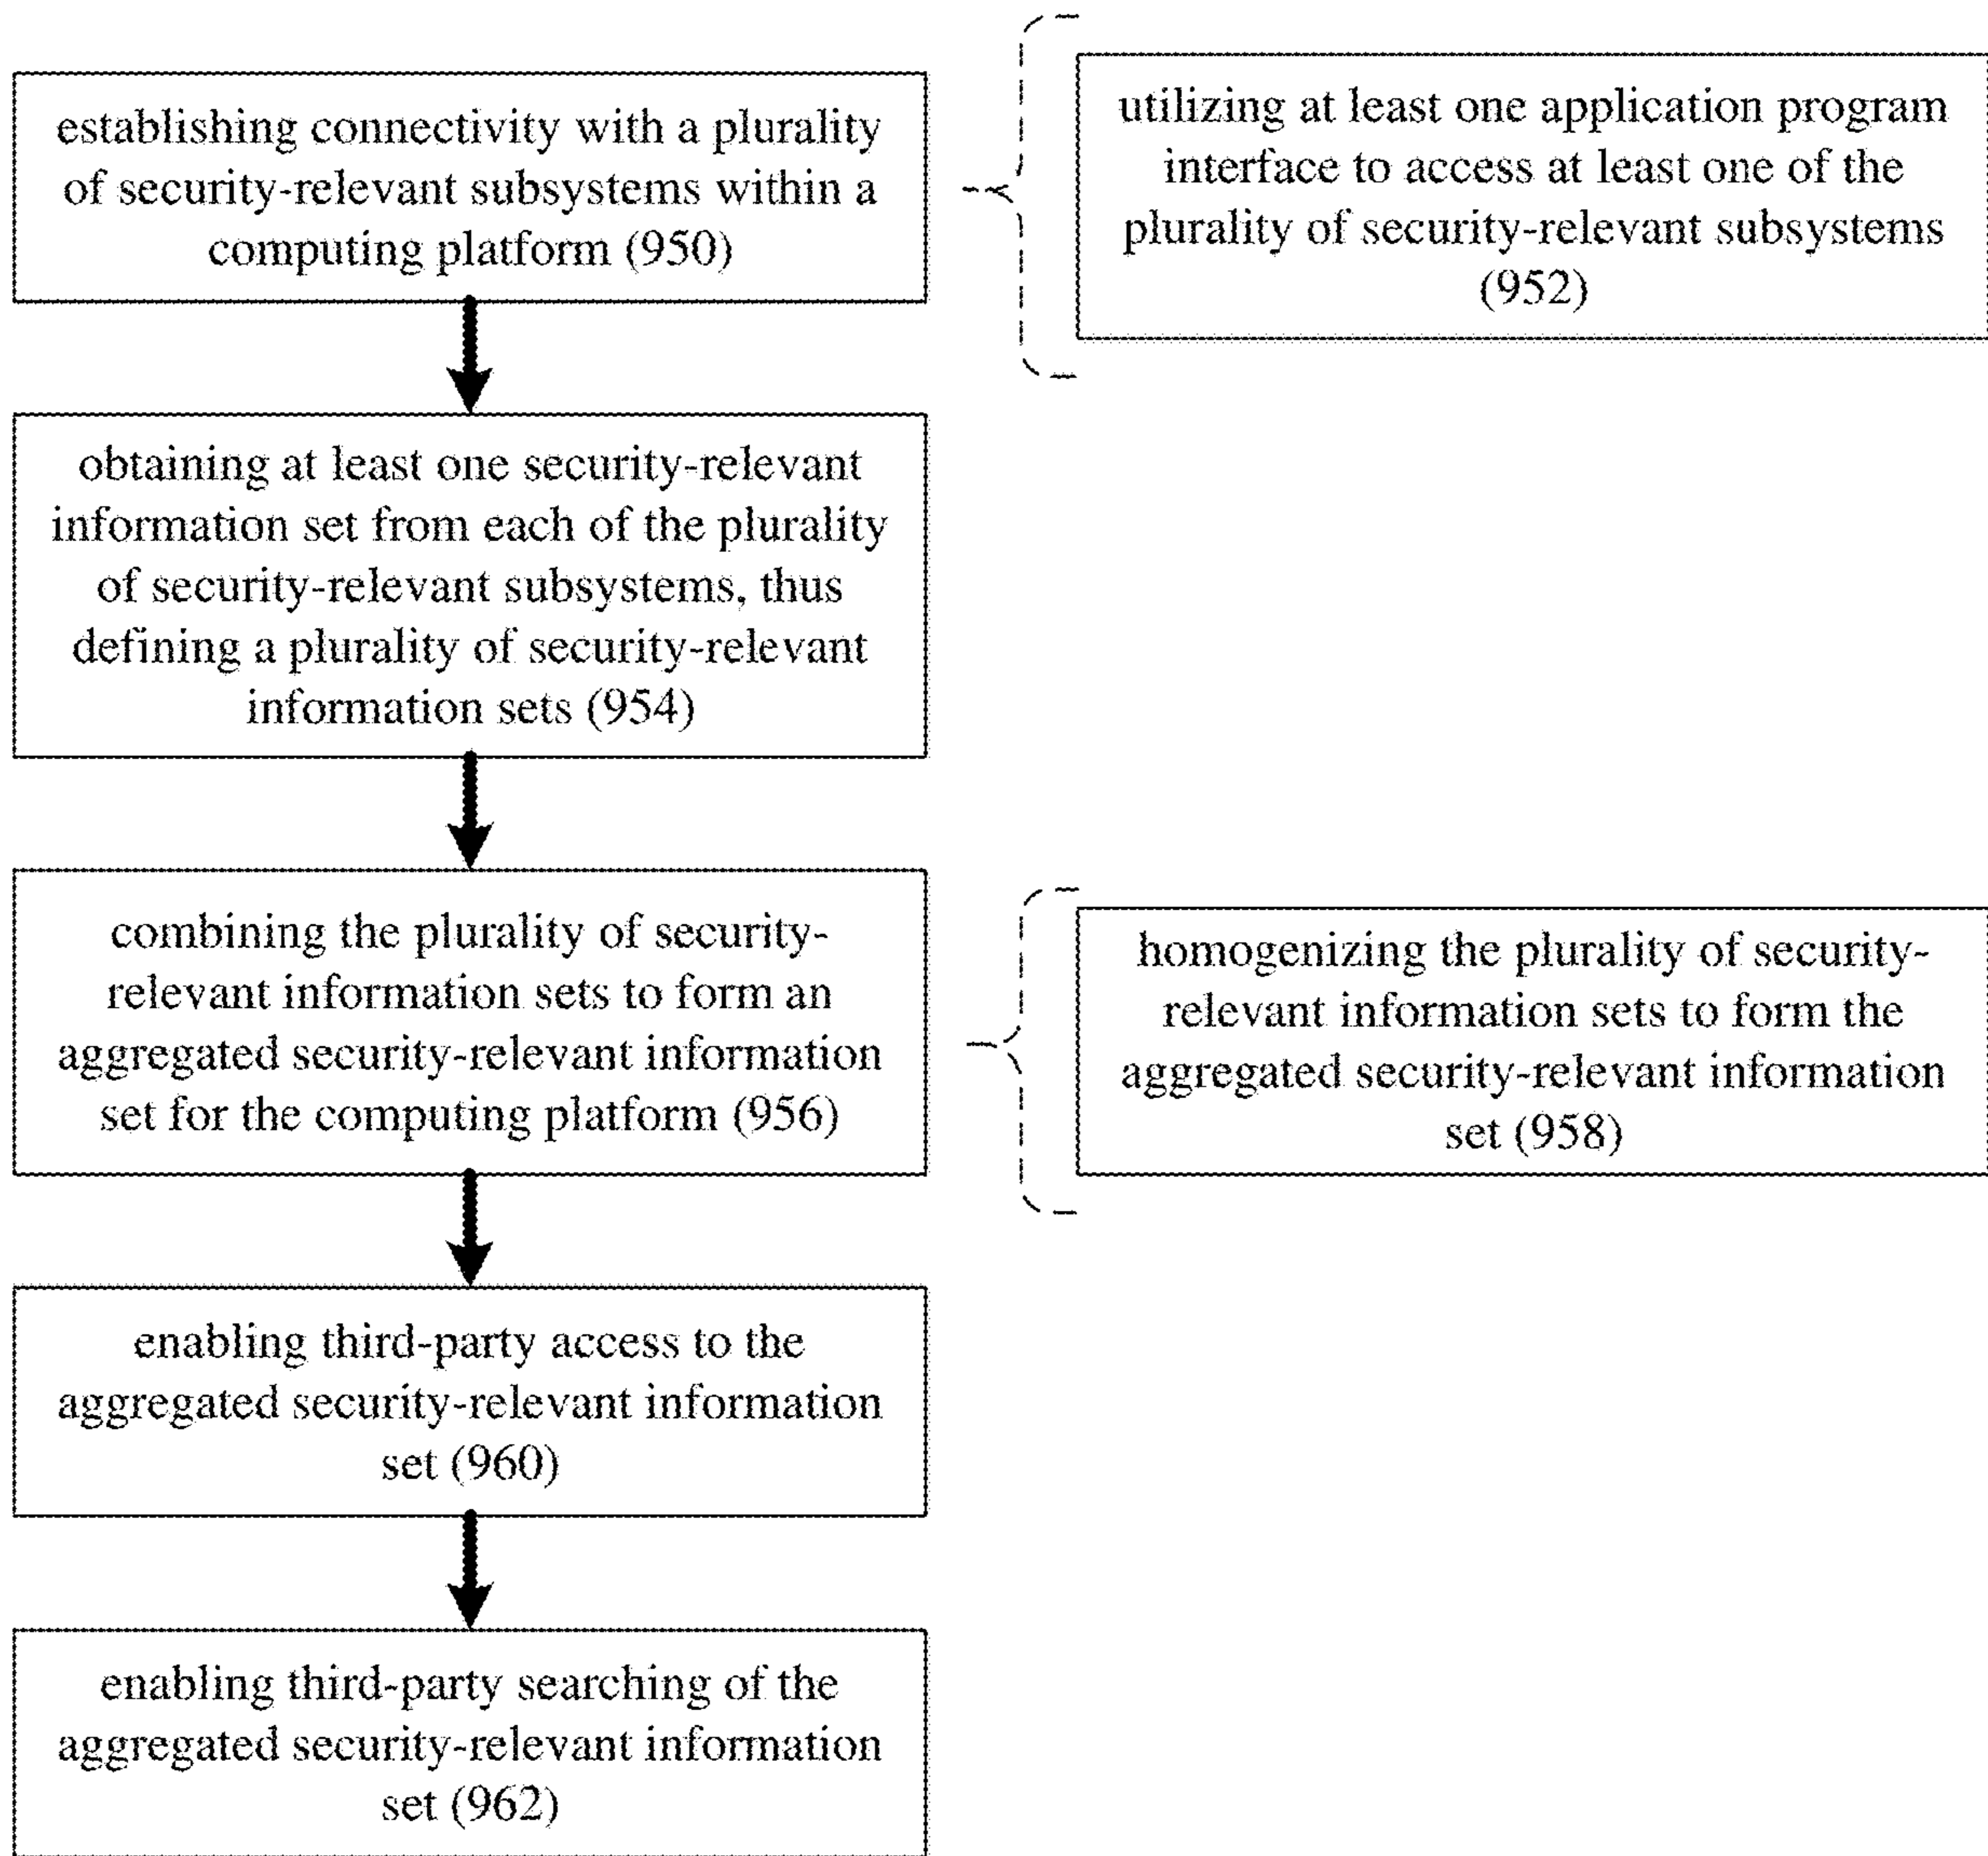 establishing connectivity with a plurality
of security-relevant subsystems within a
computing platform (950)
utilizing at least one application program
interface to access at least one of the
plurality of security-relevant subsystems
(952)
obtaining at least one security-relevant
information set from each of the plurality
of security-relevant subsystems, thus
defining a plurality of security-relevant
information sets (954)
combining the plurality of security-
relevant information sets to form an
aggregated security-relevant information
set for the computing platform (956)
homogenizing the plurality of security-
relevant information sets to form the
aggregated security-relevant information
set (958)
enabling third-party access to the
aggregated security-relevant information
set (960)
enabling third-party searching of the
aggregated security-relevant information
set (962)